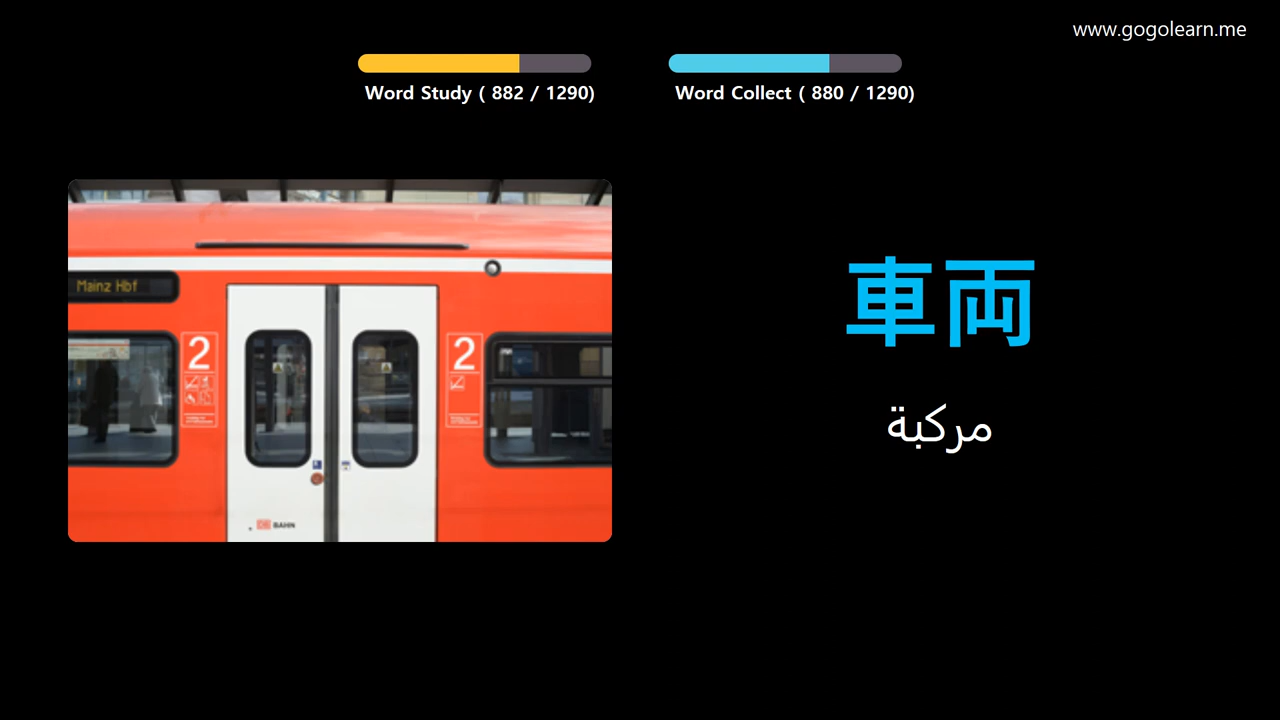 www.gogolearn.me
Word Study ( 882 / 1290)
Word Collect ( 880 / 1290)
Mainz Hbf
2
2
DB BAHN
車両
مركبة